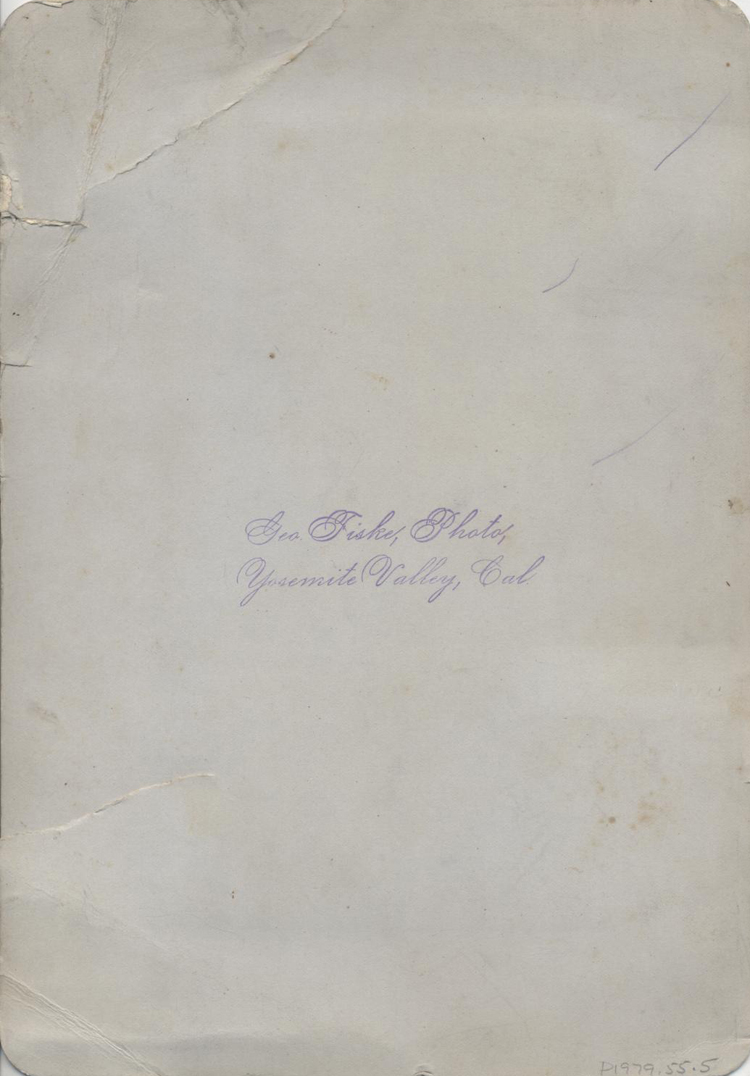 Geo Fiske, Photo,
Yosemite Valley, Cal.
P1979.55.5